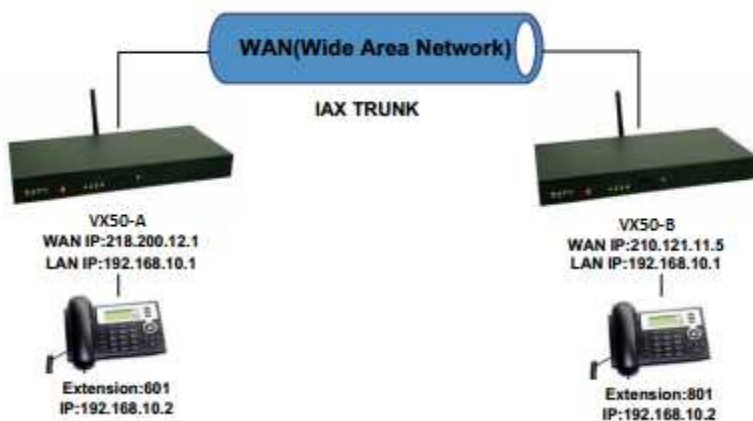 WAN(Wide Area Network)
IAX TRUNK
VX50-A
WAN IP:218.200.12.1
LAN IP:192.168.10.1
Extension:601
IP:192.168.10.2
VX50-B
WAN IP:210.121.11.5
LAN IP:192.168.10.1
Extension:801
IP:192.168.10.2